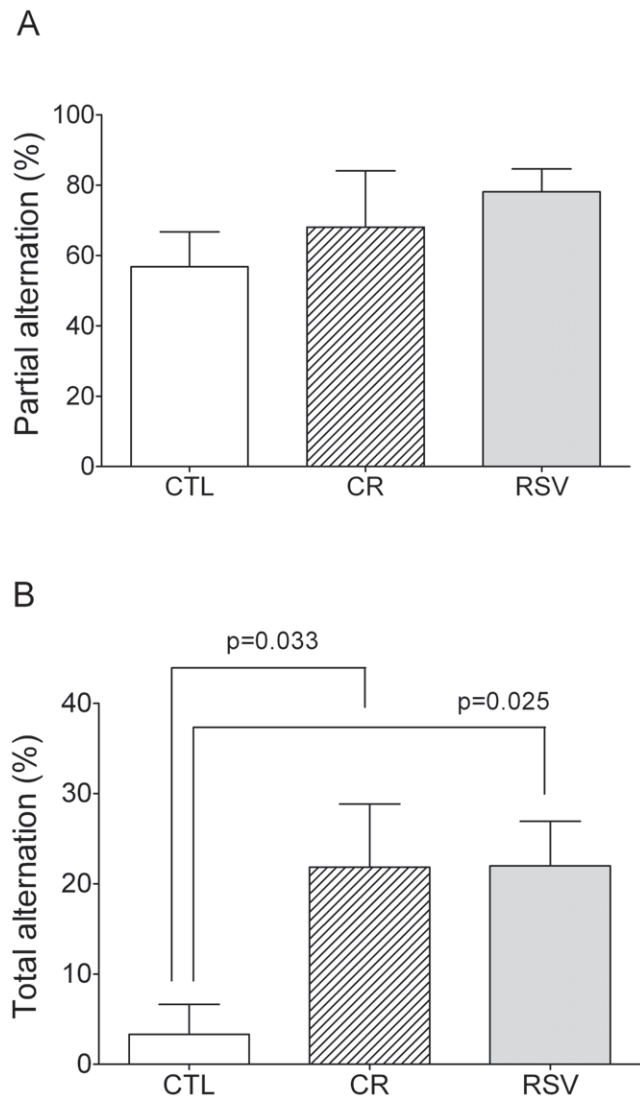 A
Partial alternation (%)
100
80
60
40
20
0
CTL CR RSV
B
p=0.033
p=0.025
Total alternation (%)
40
30
20
10
0
CTL CR RSV